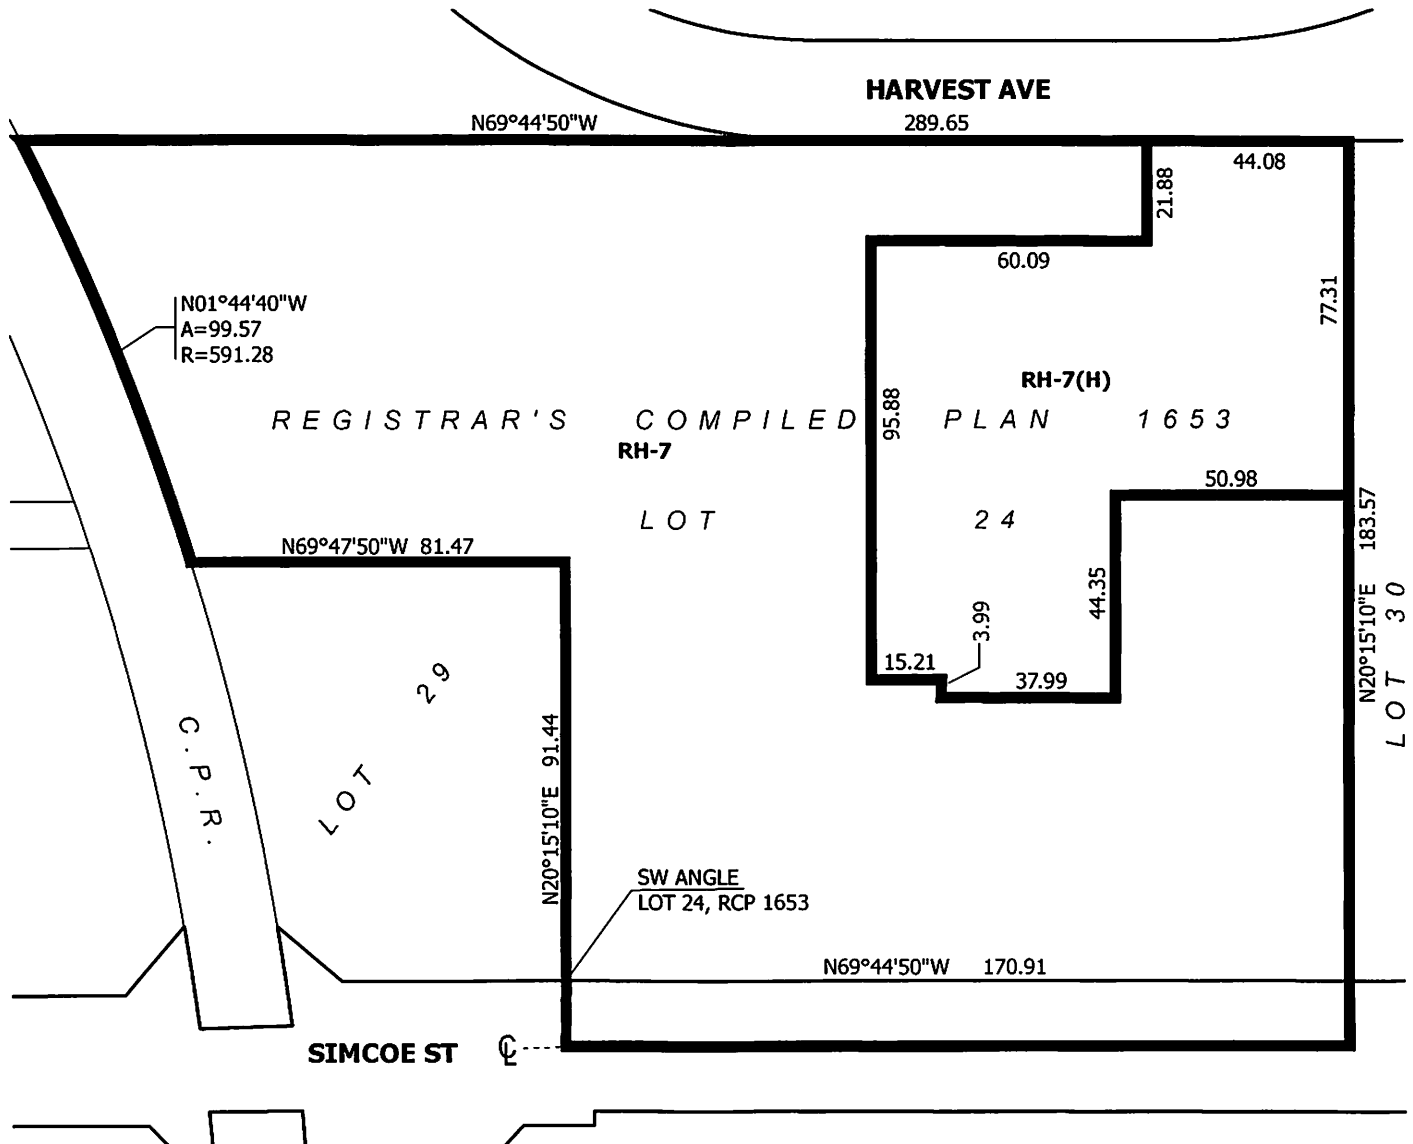 HARVEST AVE
N69°44'50"W 289.65
44.08
21.88
60.09
77.31
N01°44'40"W
A=99.57
R=591.28
RH-7(H)
95.88
REGISTRAR'S COMPILED PLAN 1653
RH-7
50.98
LOT 24
N20°15'10"E 183.57
LOT 30
N69°47'50"W 81.47
44.35
3.99
15.21
37.99
LOT 29
C.P.R.
N20°15'10"E 91.44
SW ANGLE
LOT 24, RCP 1653
N69°44'50"W 170.91
SIMCOE ST ℄